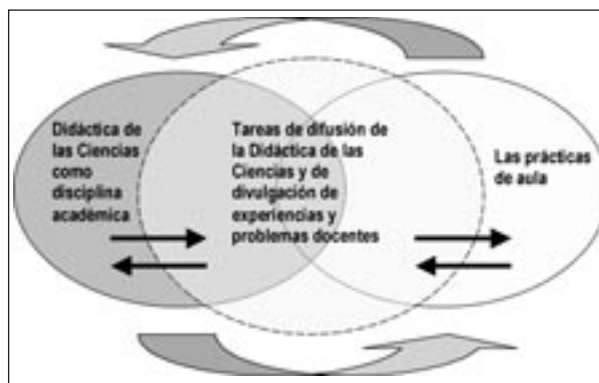 Didáctica de
las Ciencias
como
disciplina
académica
Tareas de difusión de
la Didáctica de las
Ciencias y de
divulgación de
experiencias y
problemas docentes
Las prácticas
de aula